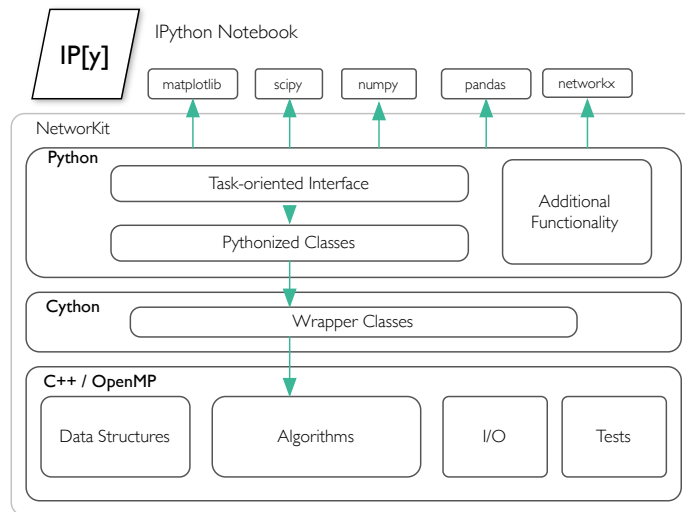 IP[y]
IPython Notebook
matplotlib
scipy
numpy
pandas
networkx
NetworKit
Python
Task-oriented Interface
Pythonized Classes
Additional
Functionality
Cython
Wrapper Classes
C++ / OpenMP
Data Structures
Algorithms
I/O
Tests